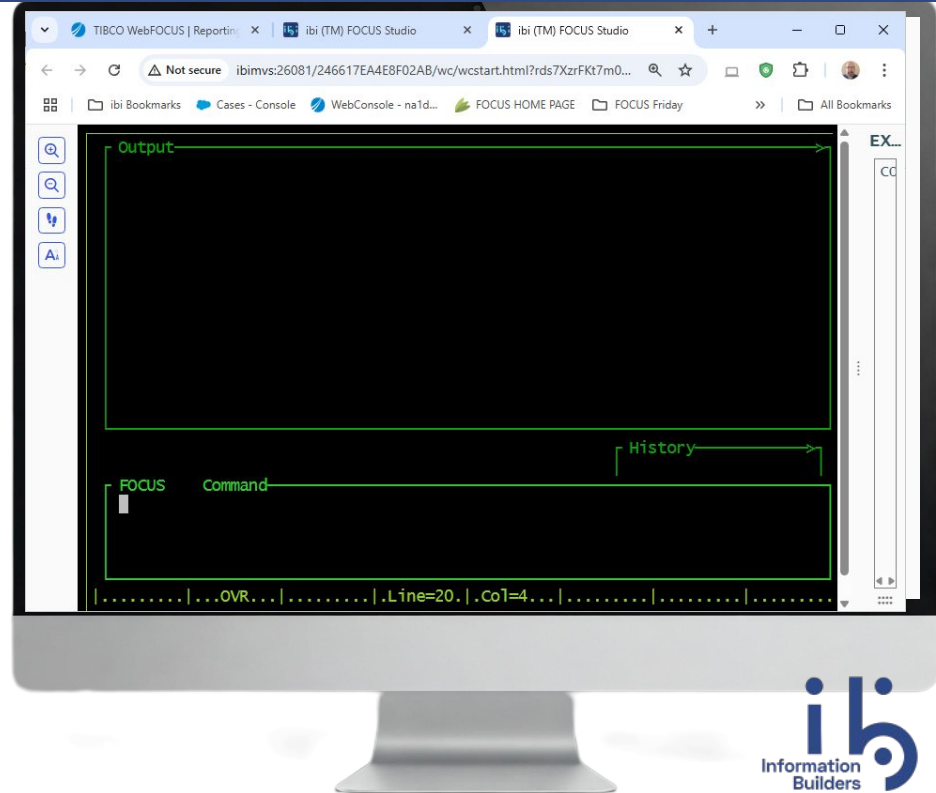 TIBCO WebFOCUS | Reporting
ibi (TM) FOCUS Studio
ibi (TM) FOCUS Studio
Not secure ibimvs:26081/246617EA4E8F02AB/wc/wcstart.html?rds7XzrFKt7m0...
ibi Bookmarks Cases - Console WebConsole - na1d... FOCUS HOME PAGE FOCUS Friday » All Bookmarks
EX...
CO
Output
History
FOCUS Command
|.........|...OVR...|.........|.Line=20.|.Col=4...|.........|.........|.........
ibi
Information
Builders